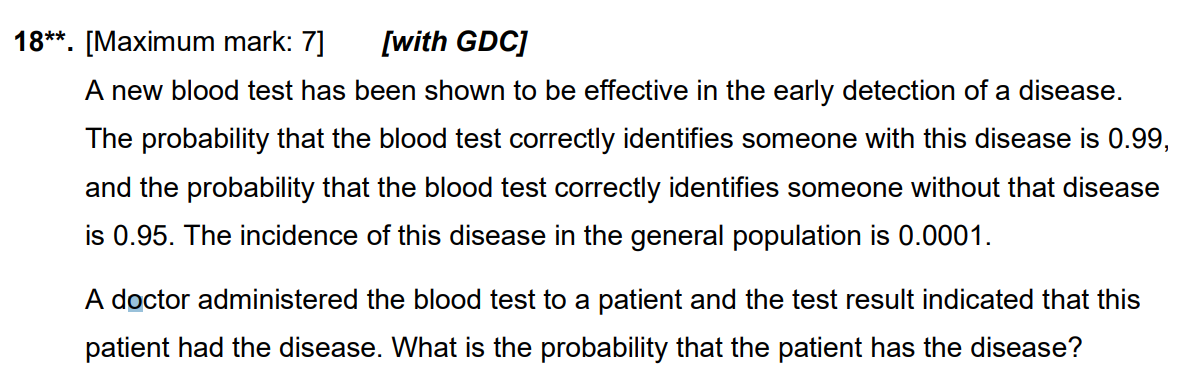 18**. [Maximum mark: 7] [with GDC]
A new blood test has been shown to be effective in the early detection of a disease.
The probability that the blood test correctly identifies someone with this disease is 0.99,
and the probability that the blood test correctly identifies someone without that disease
is 0.95. The incidence of this disease in the general population is 0.0001.
A doctor administered the blood test to a patient and the test result indicated that this
patient had the disease. What is the probability that the patient has the disease?